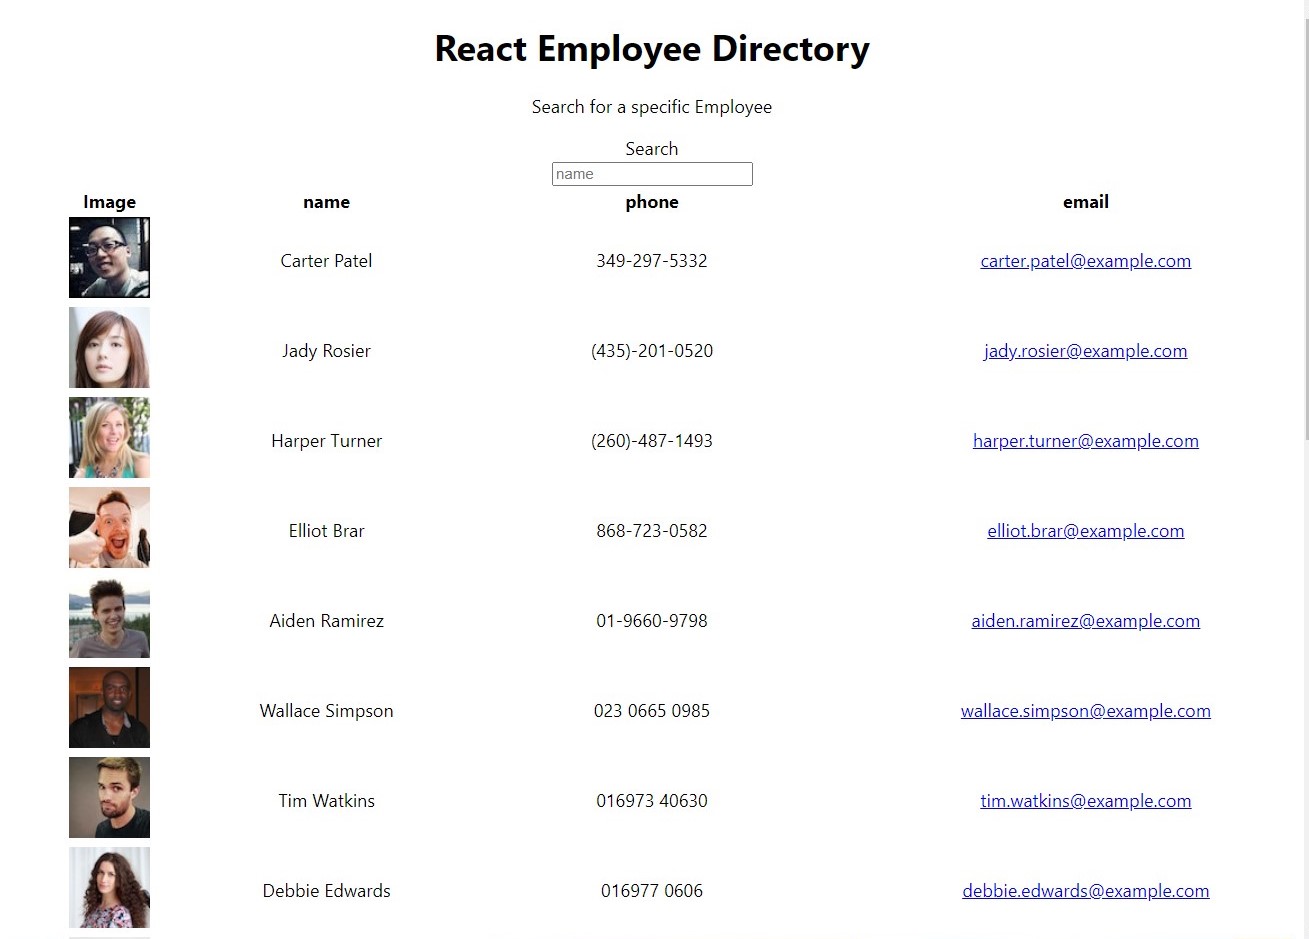 React Employee Directory
Search for a specific Employee
Search
name
Image name phone email
Carter Patel 349-297-5332 carter.patel@example.com
Jady Rosier (435)-201-0520 jady.rosier@example.com
Harper Turner (260)-487-1493 harper.turner@example.com
Elliot Brar 868-723-0582 elliot.brar@example.com
Aiden Ramirez 01-9660-9798 aiden.ramirez@example.com
Wallace Simpson 023 0665 0985 wallace.simpson@example.com
Tim Watkins 016973 40630 tim.watkins@example.com
Debbie Edwards 016977 0606 debbie.edwards@example.com